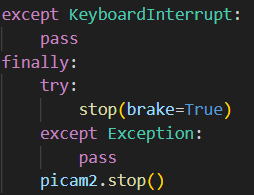 except KeyboardInterrupt:
    pass
finally:
    try:
        stop(brake=True)
    except Exception:
        pass
    picam2.stop()